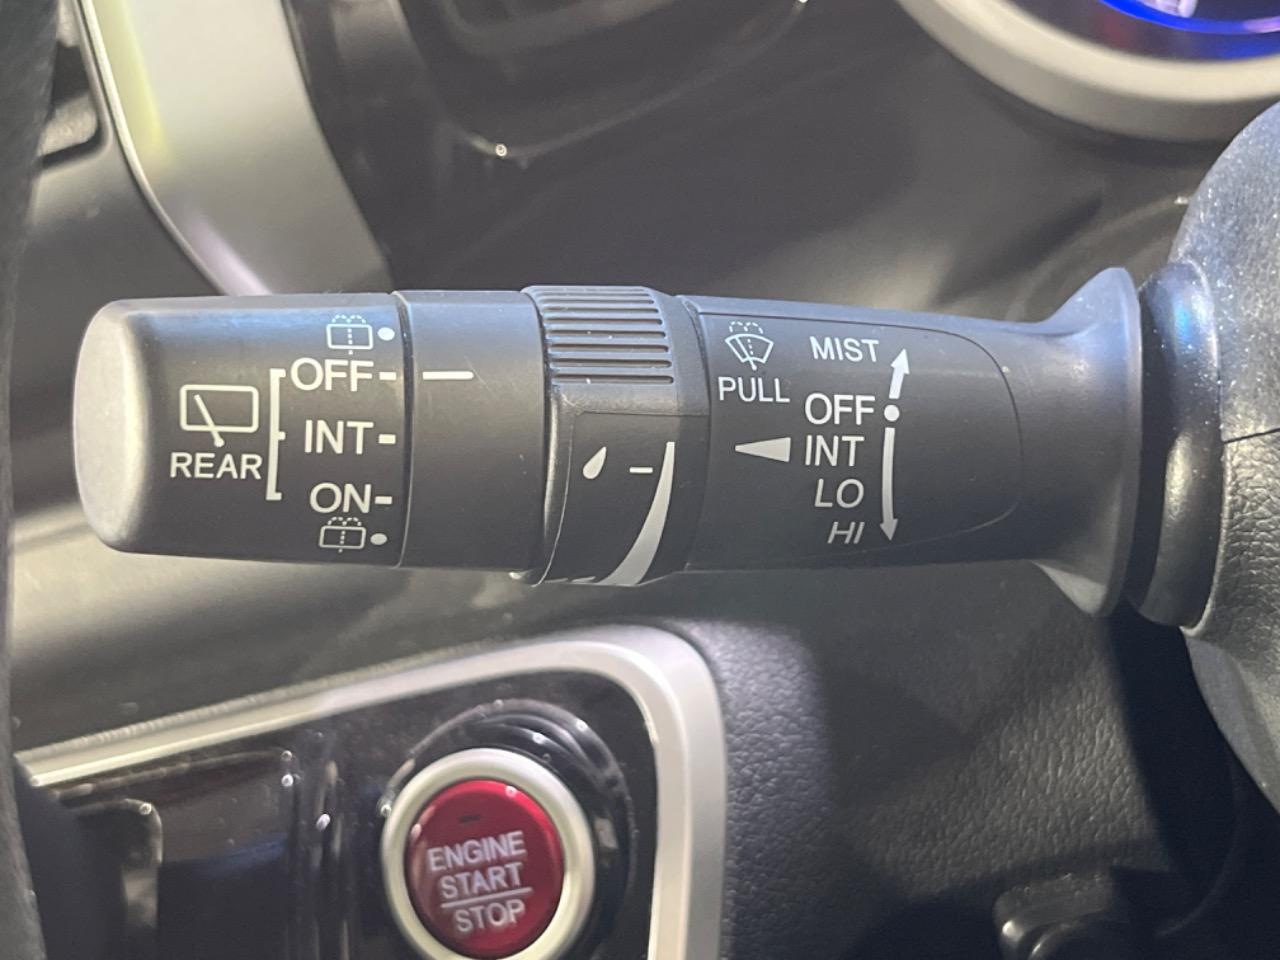 REAR
OFF
INT
ON
PULL
MIST
OFF
INT
LO
HI
ENGINE
START
STOP